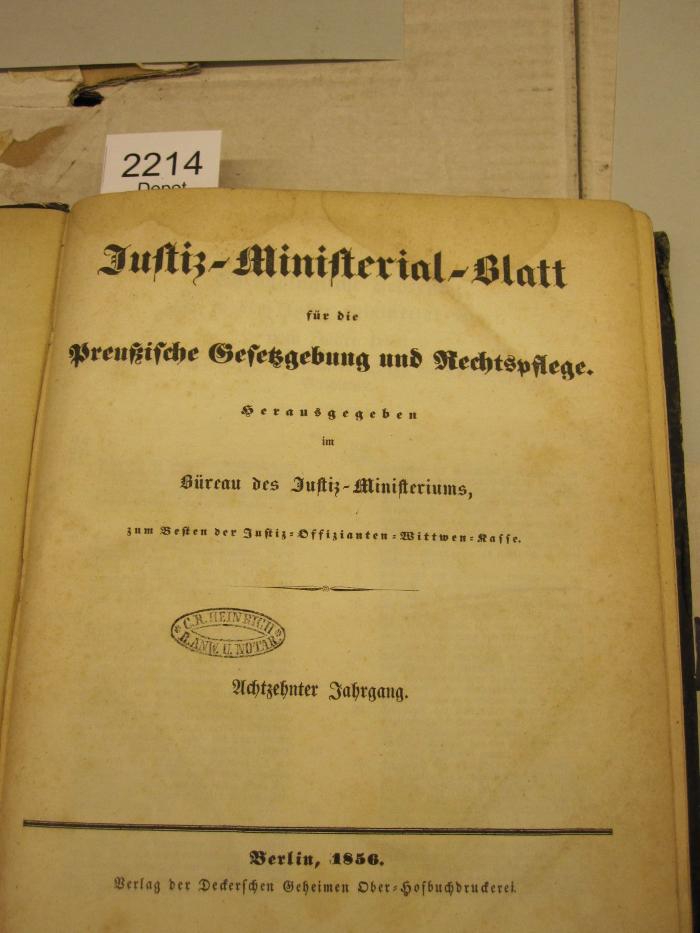 2214
Depot
Justiz-Ministerial-Blatt
für die
Preußische Gesetzgebung und Rechtspflege.
Herausgegeben
im
Büreau des Justiz-Ministeriums,
zum Besten der Justiz-Offizianten-Wittwen-Kasse.
* C.R. HEINRICH *
R. ANW. U. NOTAR
Achtzehnter Jahrgang.
Berlin, 1856.
Verlag der Deckerschen Geheimen Ober-Hofbuchdruckerei.